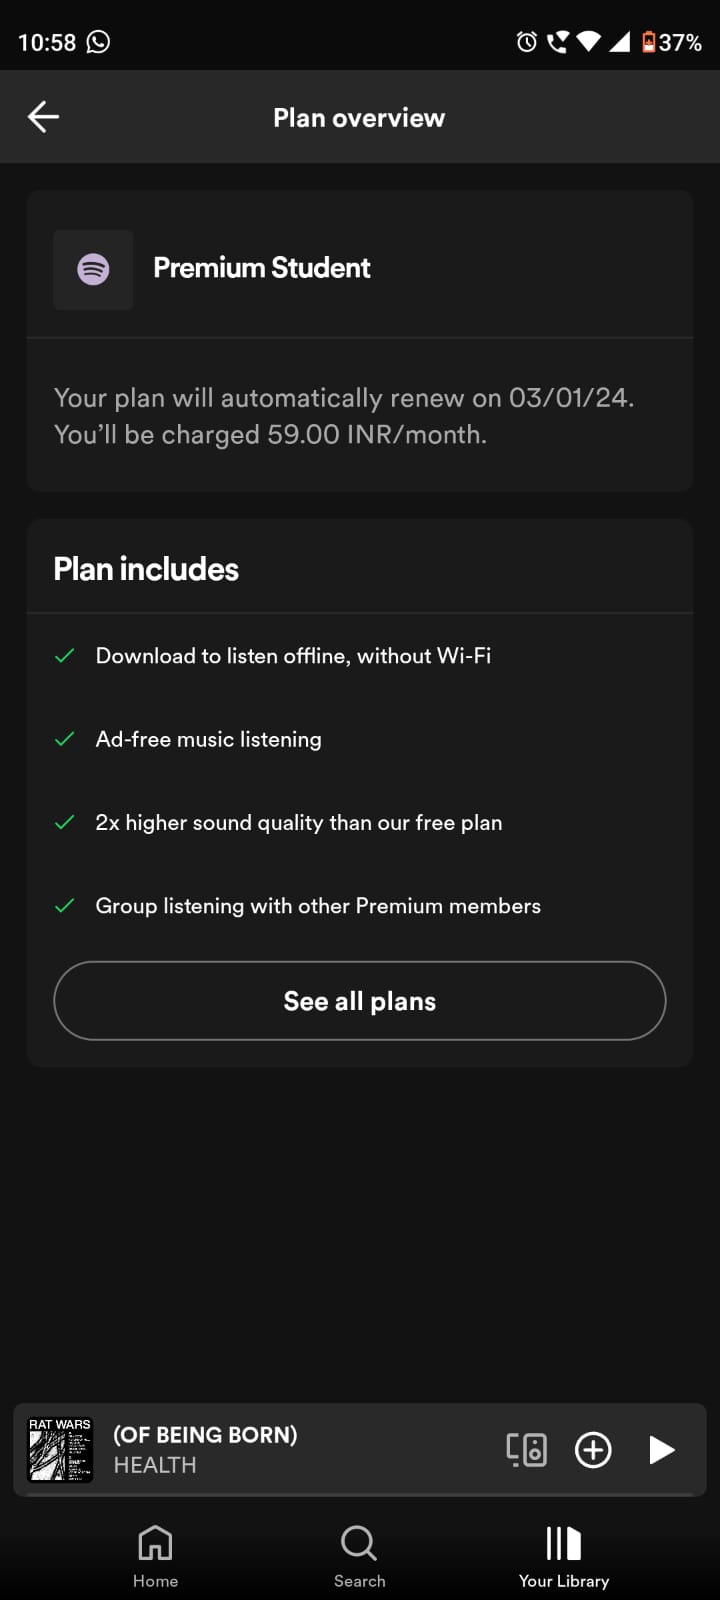 10:58
37%
Plan overview
Premium Student
Your plan will automatically renew on 03/01/24.
You’ll be charged 59.00 INR/month.
Plan includes
Download to listen offline, without Wi-Fi
Ad-free music listening
2x higher sound quality than our free plan
Group listening with other Premium members
See all plans
RAT WARS
(OF BEING BORN)
HEALTH
Home
Search
Your Library